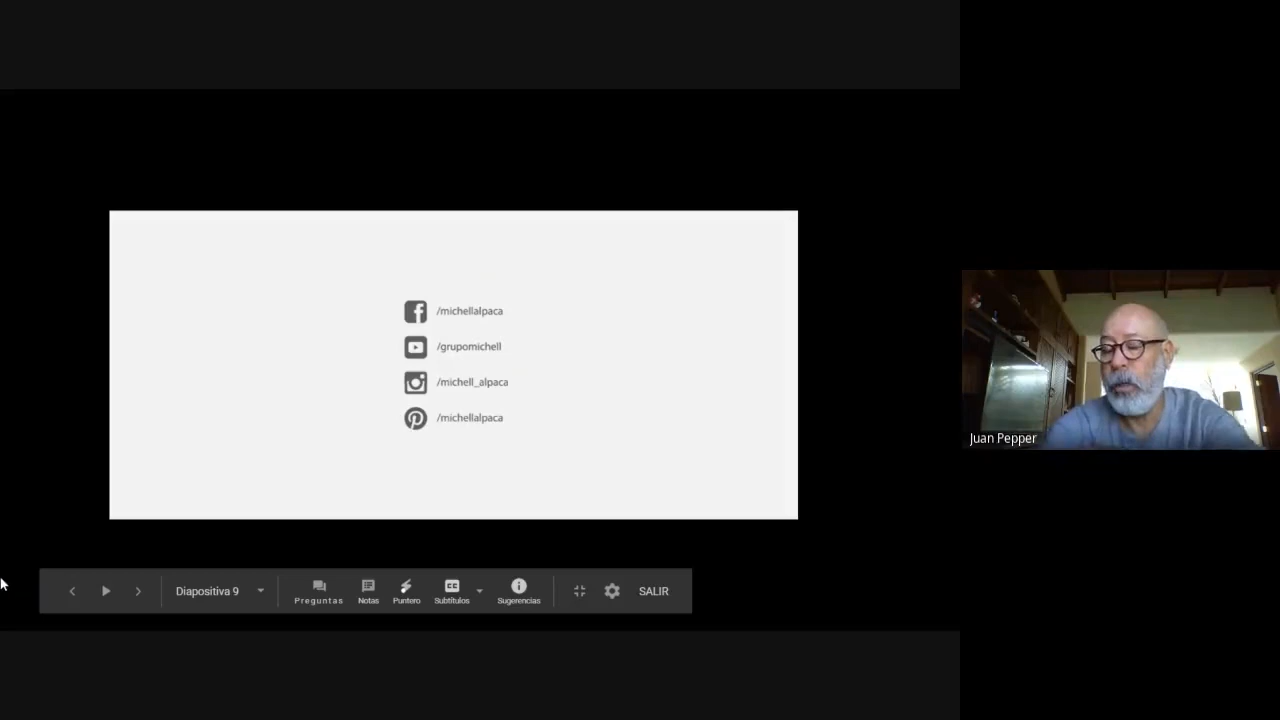 /michellalpaca
/grupomichell
/michell_alpaca
/michellalpaca
Juan Pepper
Diapositiva 9
Preguntas
Notas
Puntero
Subtítulos
Sugerencias
SALIR